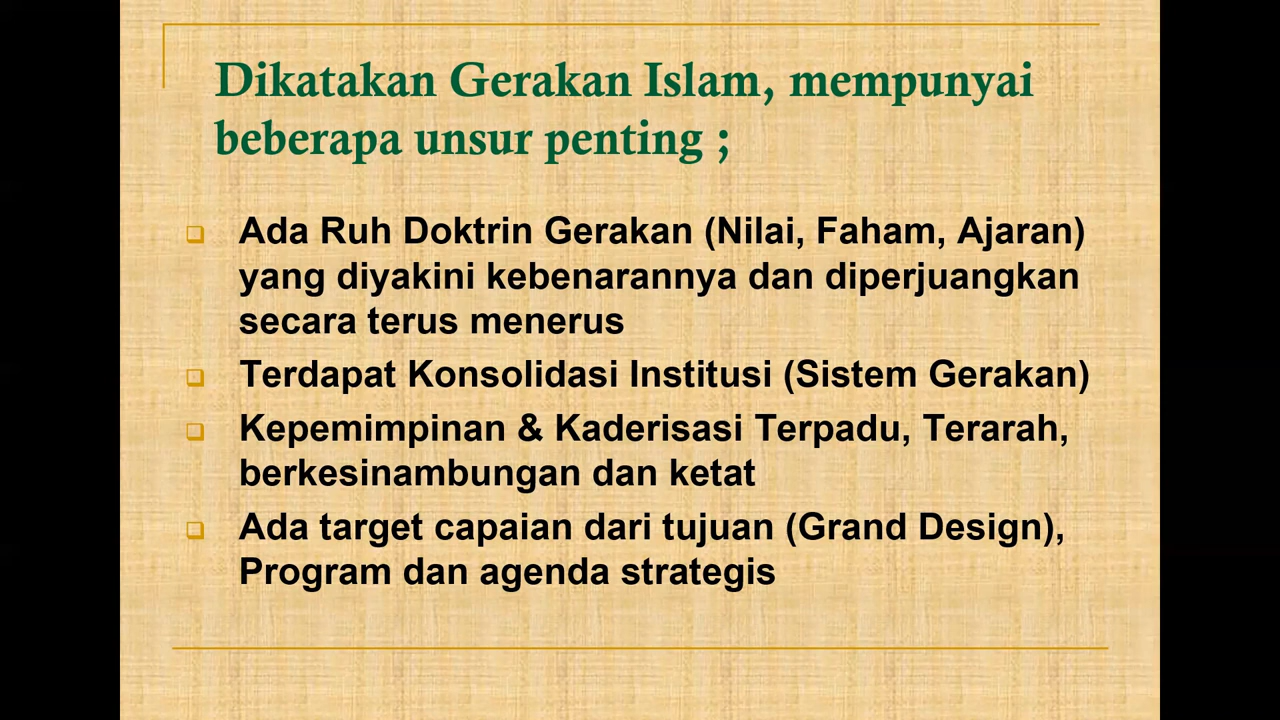 Dikatakan Gerakan Islam, mempunyai
beberapa unsur penting ;
Ada Ruh Doktrin Gerakan (Nilai, Faham, Ajaran)
yang diyakini kebenarannya dan diperjuangkan
secara terus menerus
Terdapat Konsolidasi Institusi (Sistem Gerakan)
Kepemimpinan & Kaderisasi Terpadu, Terarah,
berkesinambungan dan ketat
Ada target capaian dari tujuan (Grand Design),
Program dan agenda strategis